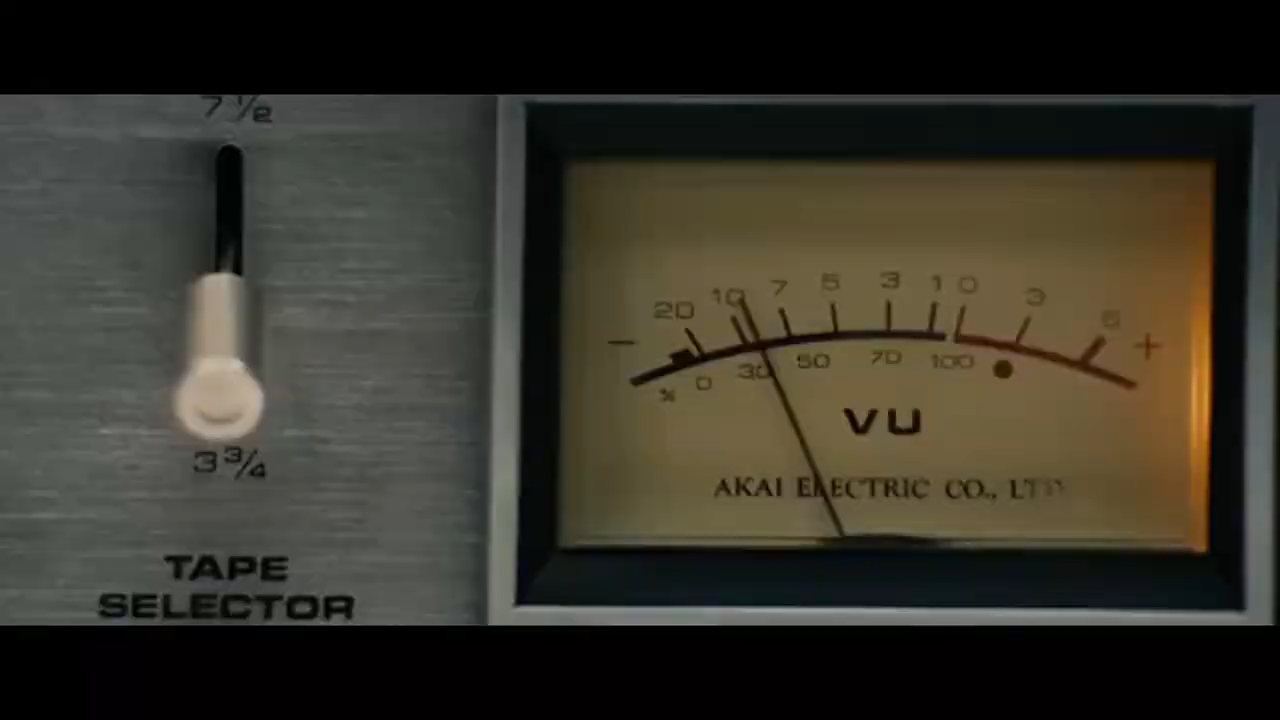 7 ½
3 ¾
TAPE
SELECTOR
20 10 7 5 3 1 0 3 5
- +
% 0 30 50 70 100
VU
AKAI ELECTRIC CO., LTD